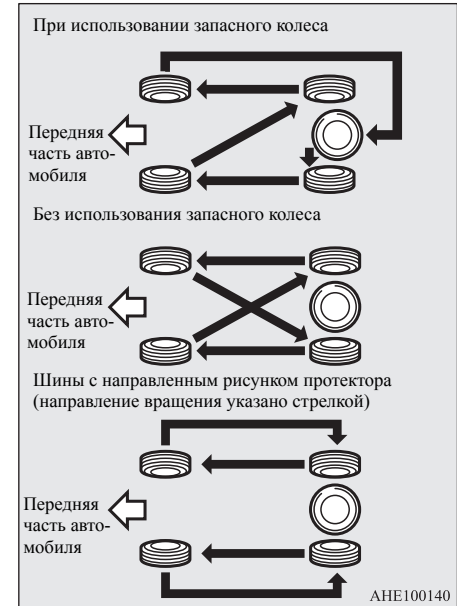 При использовании запасного колеса
Передняя
часть авто-
мобиля
Без использования запасного колеса
Передняя
часть авто-
мобиля
Шины с направленным рисунком протектора
(направление вращения указано стрелкой)
Передняя
часть авто-
мобиля
AHE100140